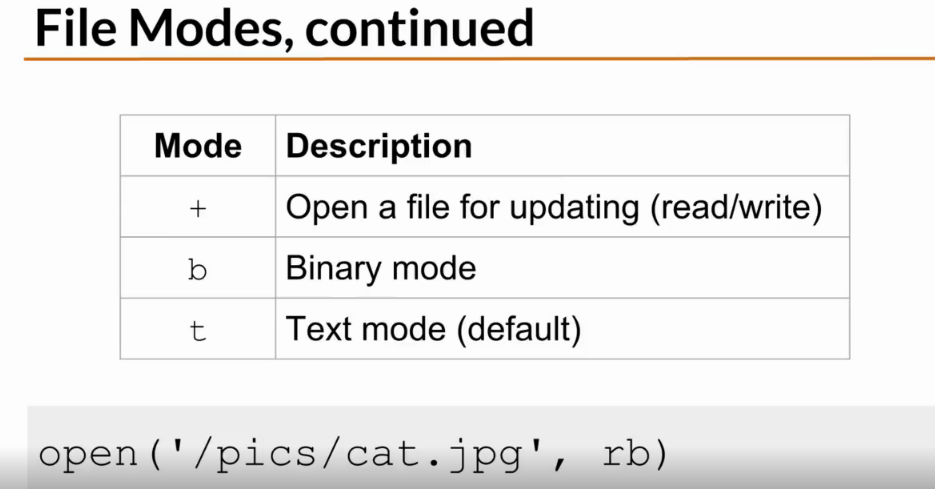 File Modes, continued
Mode Description
+ Open a file for updating (read/write)
b Binary mode
t Text mode (default)
open('/pics/cat.jpg', rb)